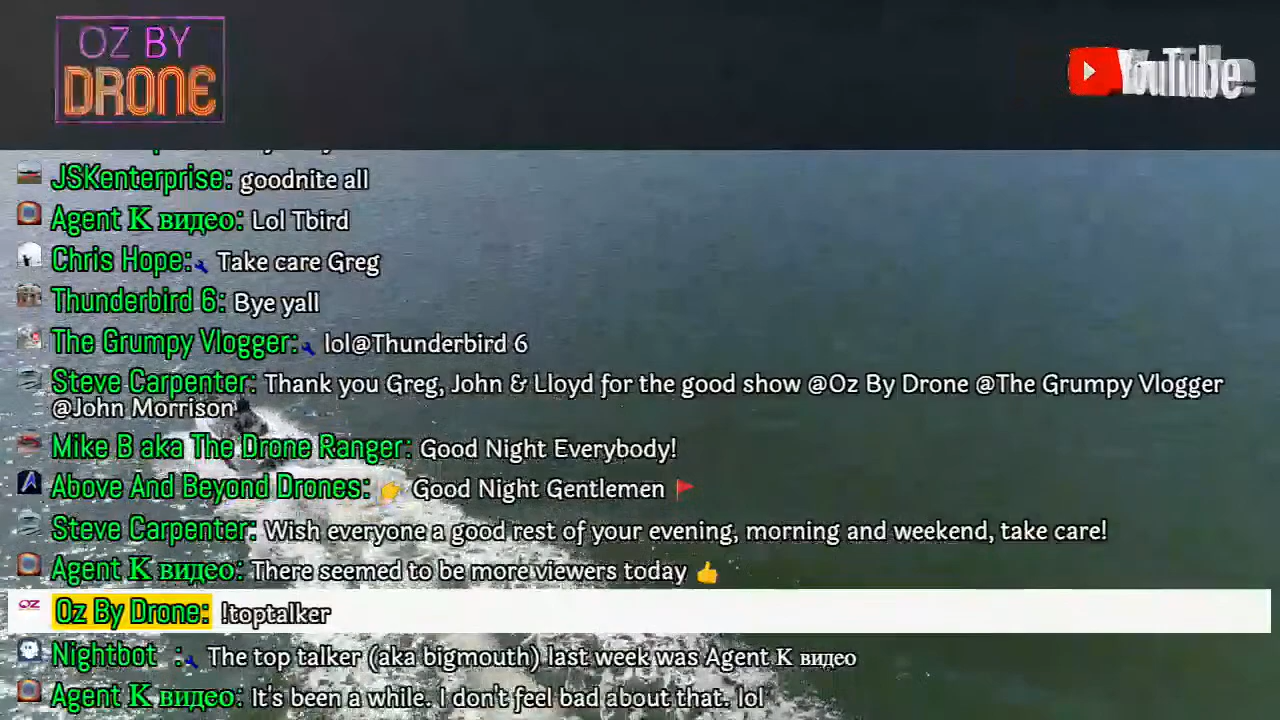 OZ BY
DRONE
YouTube
JSKenterprise: goodnite all
Agent К видео: Lol Tbird
Chris Hope: Take care Greg
Thunderbird 6: Bye yall
The Grumpy Vlogger: lol@Thunderbird 6
Steve Carpenter: Thank you Greg, John & Lloyd for the good show @Oz By Drone @The Grumpy Vlogger
@John Morrison
Mike B aka The Drone Ranger: Good Night Everybody!
Above And Beyond Drones: 👉 Good Night Gentlemen 🚩
Steve Carpenter: Wish everyone a good rest of your evening, morning and weekend, take care!
Agent К видео: There seemed to be more viewers today 👍
OZ
Oz By Drone: !toptalker
Nightbot : The top talker (aka bigmouth) last week was Agent К видео
Agent К видео: It's been a while. I don't feel bad about that. lol